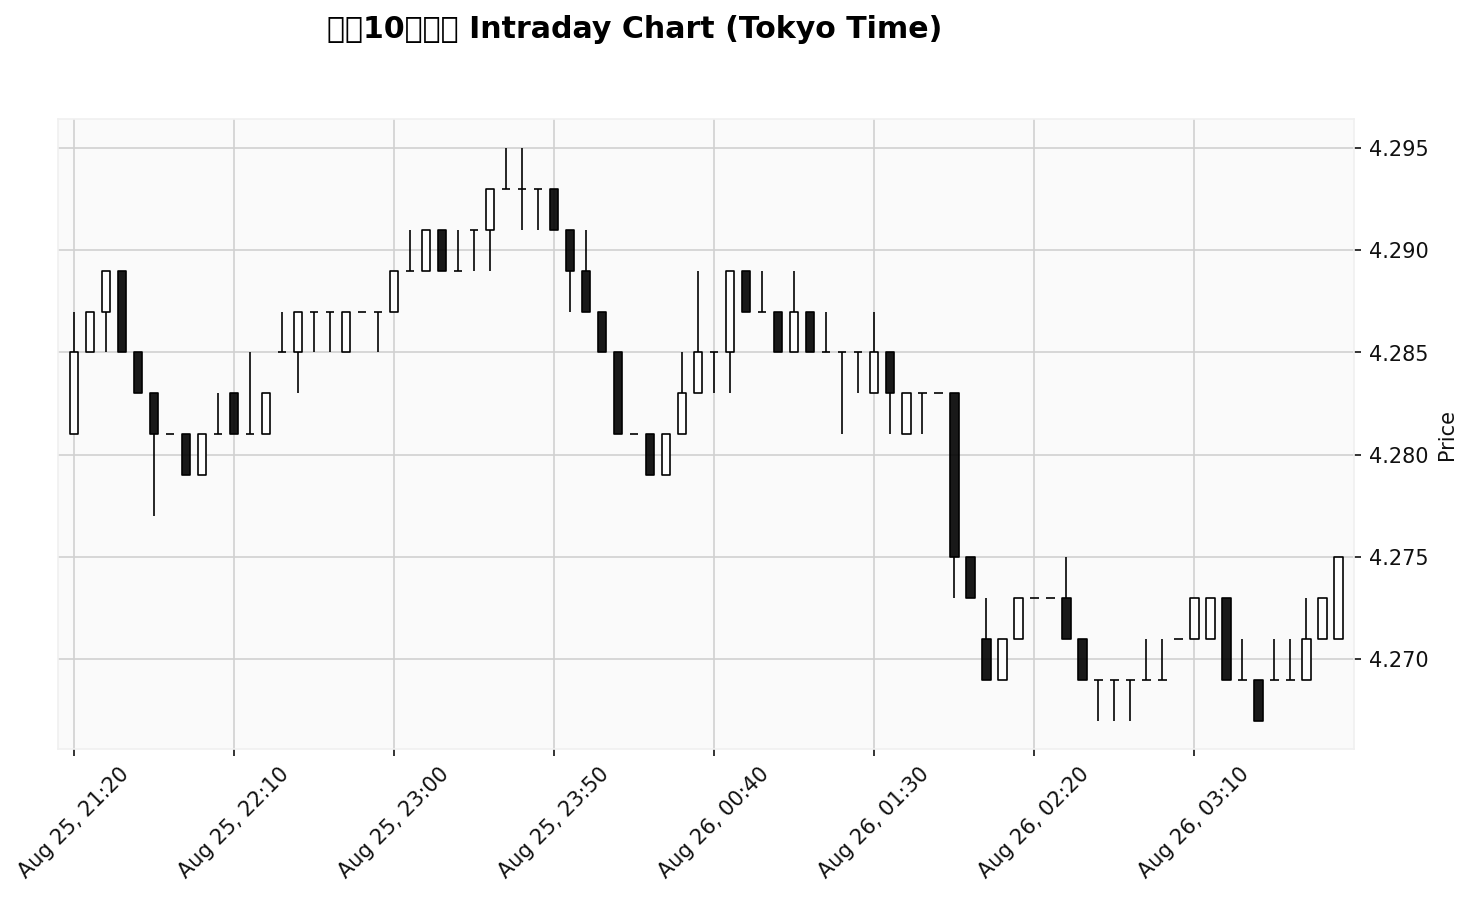 10 Intraday Chart (Tokyo Time)
4.295
4.290
4.285
4.280
4.275
4.270
Price
Aug 25, 21:20
Aug 25, 22:10
Aug 25, 23:00
Aug 25, 23:50
Aug 26, 00:40
Aug 26, 01:30
Aug 26, 02:20
Aug 26, 03:10